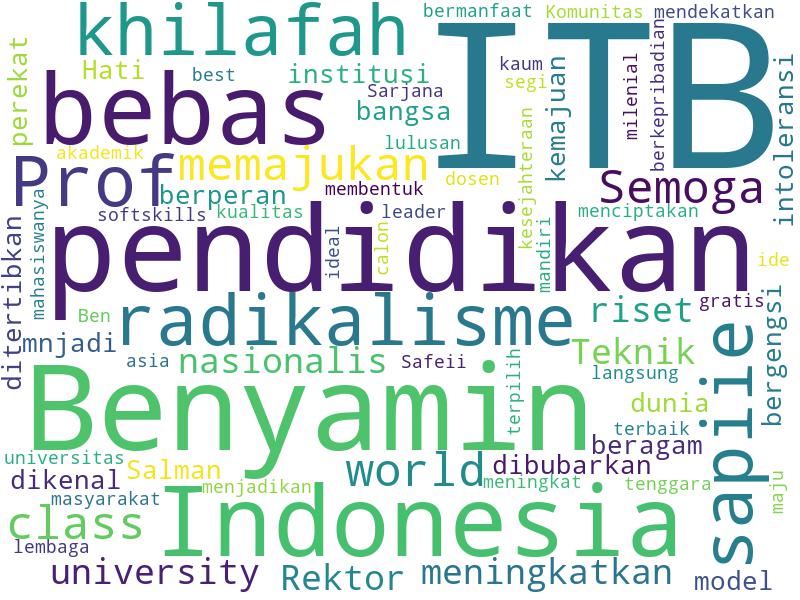 bermanfaat Komunitas mendekatkan
khilafah
ITB
perekat
Hati best institusi
kaum
segi
milenial
berkepribadian
Sarjana
bangsa
kemajuan
intoleransi
bebas
lulusan
akademik
memajukan
dosen
kesejahteraan
Prof
berperan
membentuk
Semoga
softskills
kualitas
leader
menciptakan
mahasiswanya
ditertibkan
pendidikan
ideal
calon
mandiri
ide
Ben
radikalisme
riset
gratis
mnjadi
asia
nasionalis
Safeii
terpilih
Teknik
langsung
sapiie
bergengsi
Benyamin
dunia
terbaik
beragam
universitas
dikenal
Salman
world
dibubarkan
meningkat
tenggara
maju
masyarakat
menjadikan
class
Indonesia
lembaga
university
Rektor
meningkatkan
model